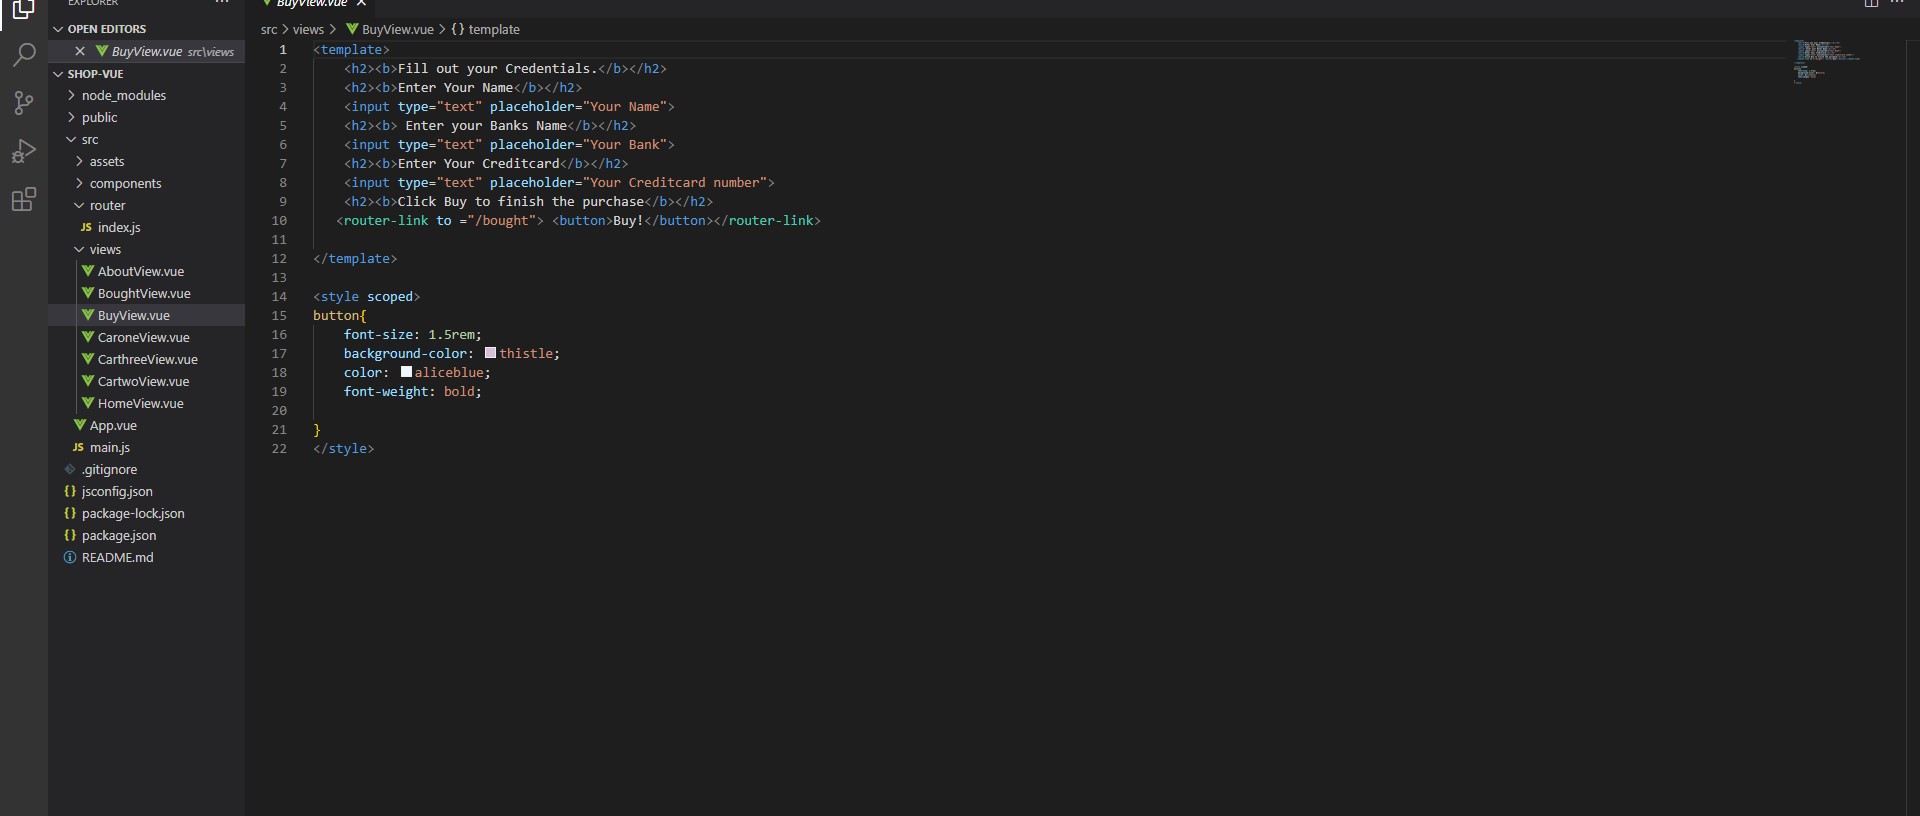 EXPLORER ···
BuyView.vue ×
OPEN EDITORS
src > views > BuyView.vue > {} template
× BuyView.vue src\views
SHOP-VUE
node_modules
public
src
assets
components
router
JS index.js
views
AboutView.vue
BoughtView.vue
BuyView.vue
CaroneView.vue
CarthreeView.vue
CartwoView.vue
HomeView.vue
App.vue
JS main.js
.gitignore
{} jsconfig.json
{} package-lock.json
{} package.json
README.md
1 <template>
2 <h2><b>Fill out your Credentials.</b></h2>
3 <h2><b>Enter Your Name</b></h2>
4 <input type="text" placeholder="Your Name">
5 <h2><b> Enter your Banks Name</b></h2>
6 <input type="text" placeholder="Your Bank">
7 <h2><b>Enter Your Creditcard</b></h2>
8 <input type="text" placeholder="Your Creditcard number">
9 <h2><b>Click Buy to finish the purchase</b></h2>
10 <router-link to ="/bought"> <button>Buy!</button></router-link>
11
12 </template>
13
14 <style scoped>
15 button{
16 font-size: 1.5rem;
17 background-color: thistle;
18 color: aliceblue;
19 font-weight: bold;
20
21 }
22 </style>